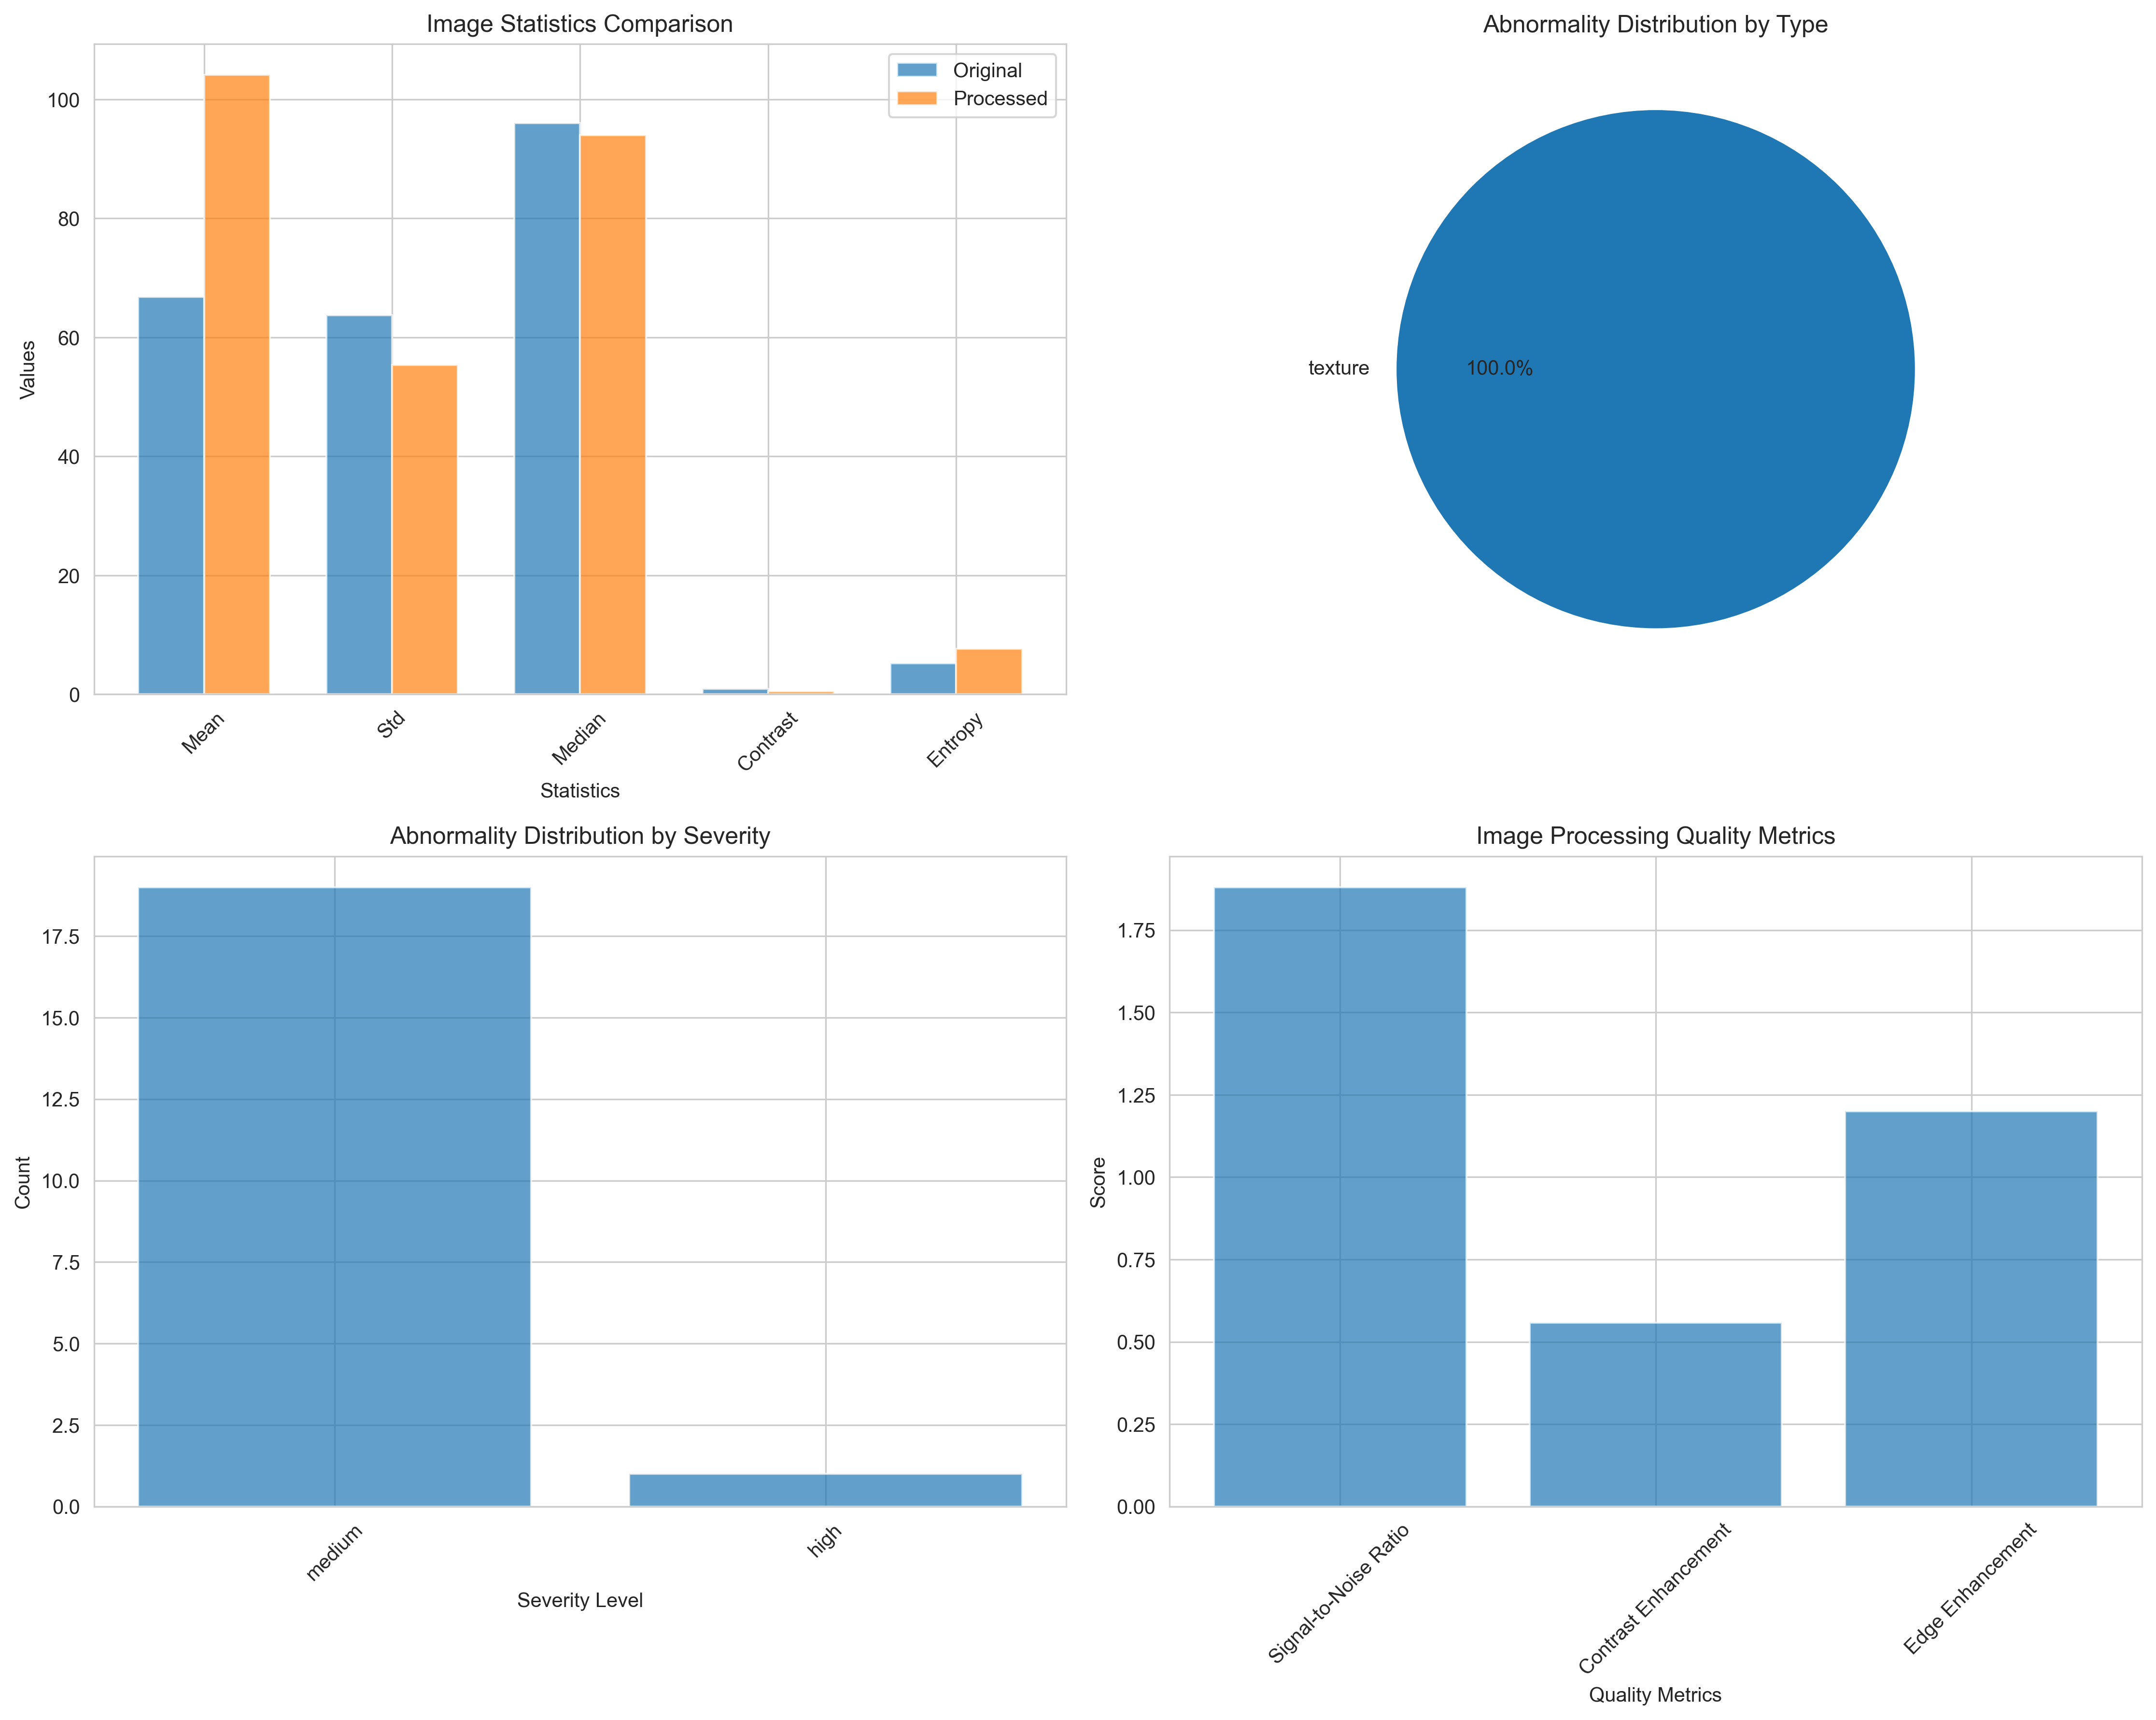 Image Statistics Comparison
Original
Processed
Values
100
80
60
40
20
0
Mean
Std
Median
Contrast
Entropy
Statistics
Abnormality Distribution by Type
texture
100.0%
Abnormality Distribution by Severity
Count
17.5
15.0
12.5
10.0
7.5
5.0
2.5
0.0
medium
high
Severity Level
Image Processing Quality Metrics
Score
1.75
1.50
1.25
1.00
0.75
0.50
0.25
0.00
Signal-to-Noise Ratio
Contrast Enhancement
Edge Enhancement
Quality Metrics